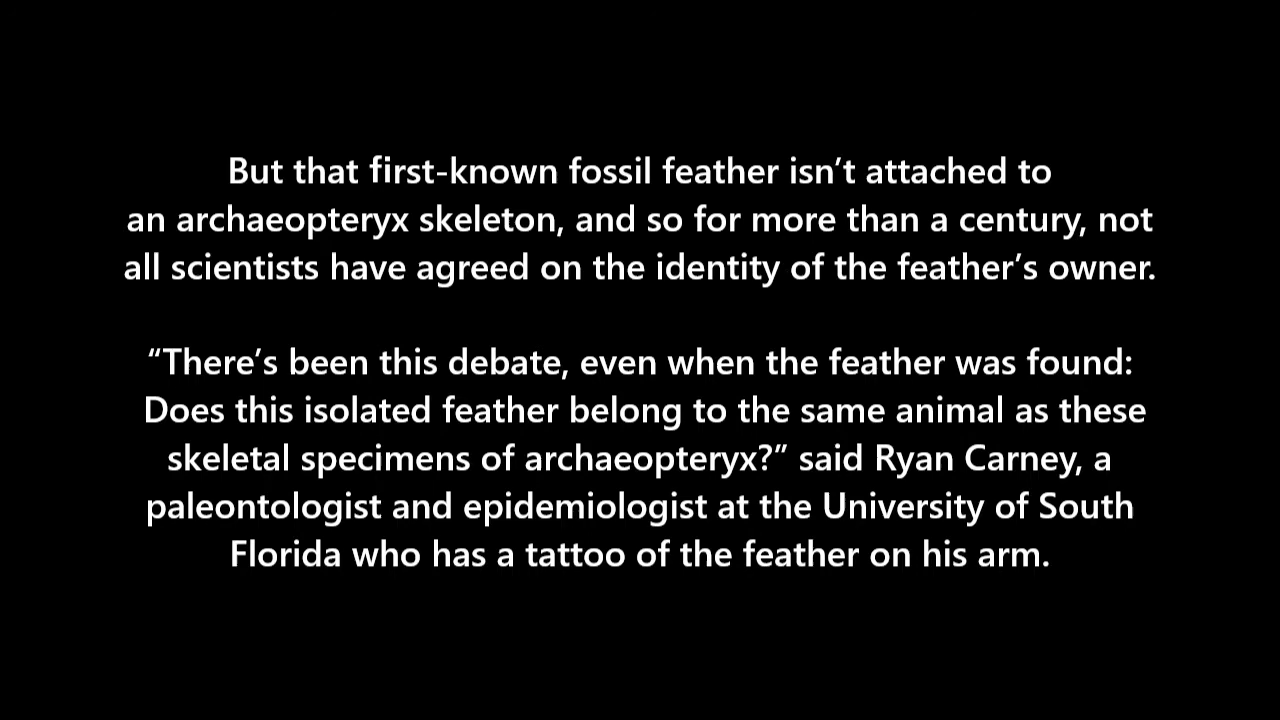 But that first-known fossil feather isn’t attached to
an archaeopteryx skeleton, and so for more than a century, not
all scientists have agreed on the identity of the feather’s owner.
“There’s been this debate, even when the feather was found:
Does this isolated feather belong to the same animal as these
skeletal specimens of archaeopteryx?” said Ryan Carney, a
paleontologist and epidemiologist at the University of South
Florida who has a tattoo of the feather on his arm.